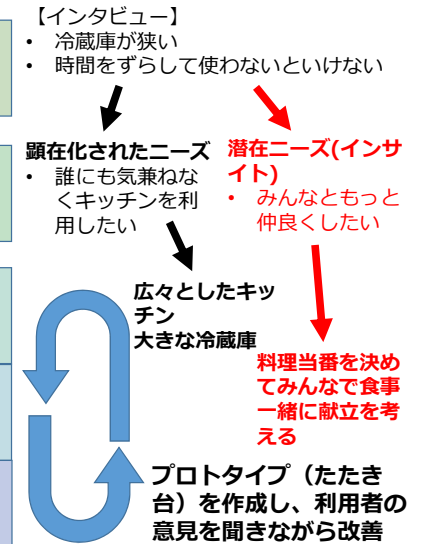 【インタビュー】
• 冷蔵庫が狭い
• 時間をずらして使わないといけない
顕在化されたニーズ
• 誰にも気兼ねな
くキッチンを利
用したい
潜在ニーズ(インサ
イト)
• みんなともっと
仲良くしたい
広々としたキッ
チン
大きな冷蔵庫
料理当番を決め
てみんなで食事
一緒に献立を考
える
プロトタイプ（たたき
台）を作成し、利用者の
意見を聞きながら改善